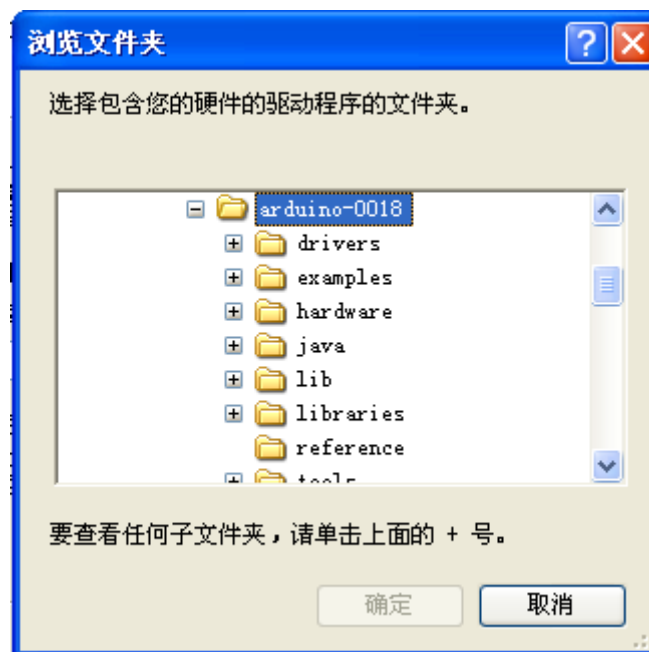 浏览文件夹
选择包含您的硬件的驱动程序的文件夹。
arduino-0018
drivers
examples
hardware
java
lib
libraries
reference
tools
要查看任何子文件夹，请单击上面的 + 号。
确定
取消